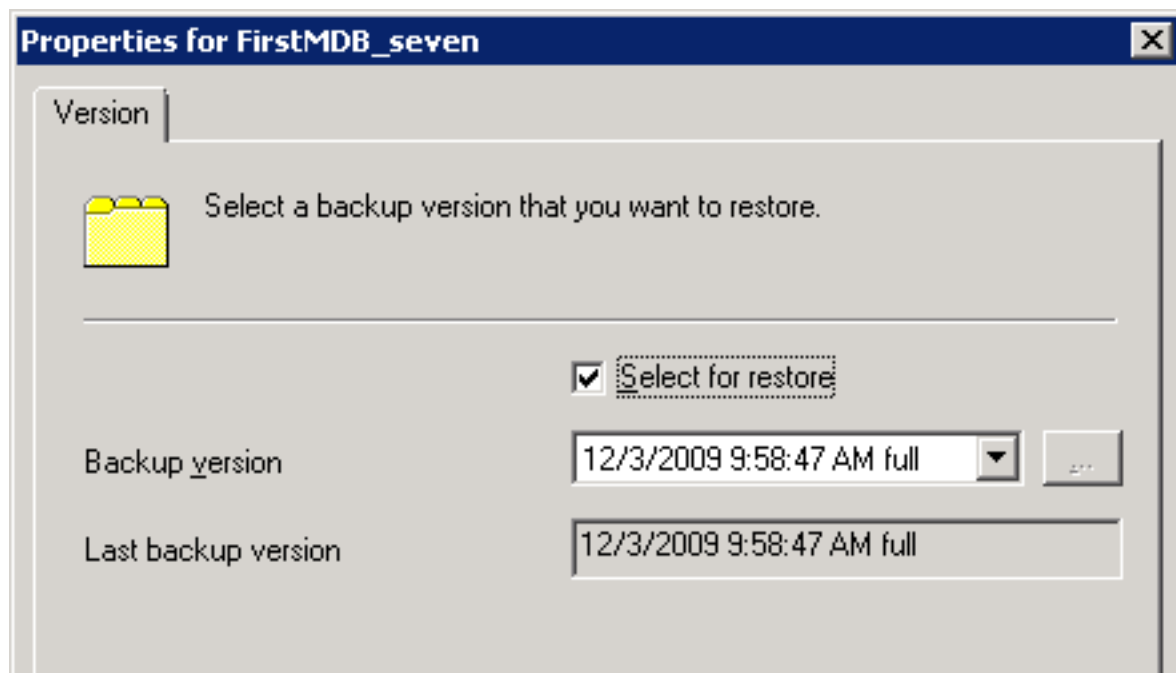 Properties for FirstMDB_seven
Version
Select a backup version that you want to restore.
Select for restore
Backup version
12/3/2009 9:58:47 AM full
...
Last backup version
12/3/2009 9:58:47 AM full